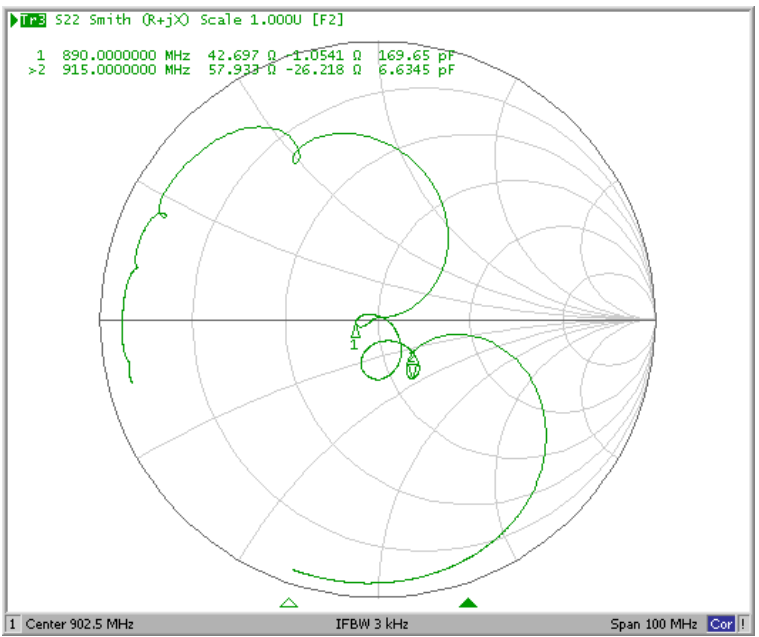 Tr3 S22 Smith (R+jX) Scale 1.000U [F2]
1 890.0000000 MHz 42.697 Ω -1.0541 Ω 169.65 pF
>2 915.0000000 MHz 57.933 Ω -26.218 Ω 6.6345 pF
1
1 Center 902.5 MHz IFBW 3 kHz Span 100 MHz Cor !